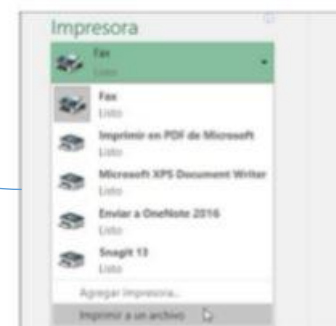 Impresora
Fax
Listo
Fax
Listo
Imprimir en PDF de Microsoft
Listo
Microsoft XPS Document Writer
Listo
Enviar a OneNote 2016
Listo
Snagit 13
Listo
Agregar impresora...
Imprimir a un archivo